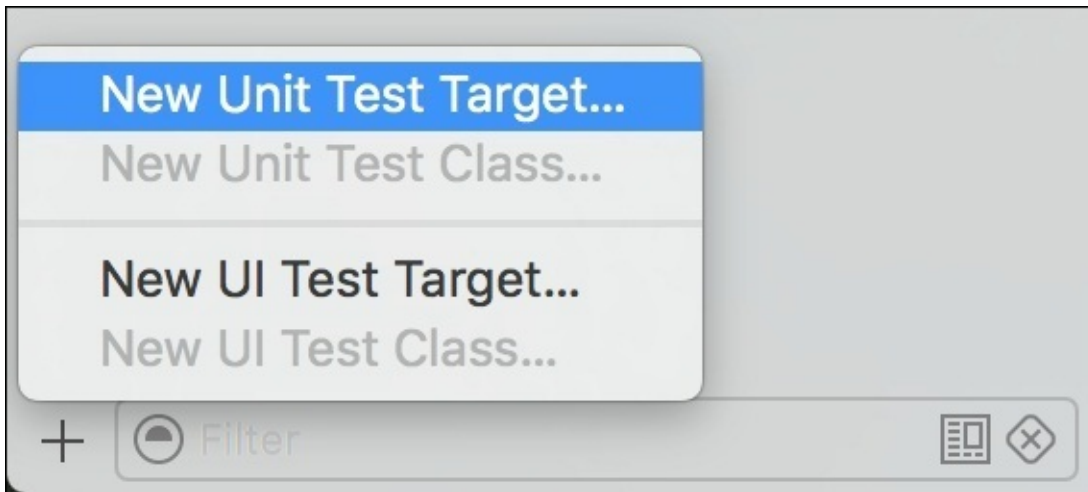 New Unit Test Target...
New Unit Test Class...
New UI Test Target...
New UI Test Class...
Filter